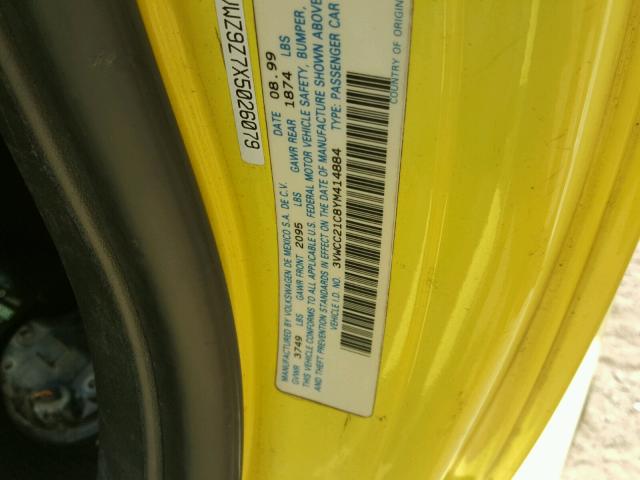 WZ9Z7X5026079
MANUFACTURED BY VOLKSWAGEN DE MEXICO S.A. DE C.V. DATE 08.99
GVWR 3749 LBS GAWR FRONT 2095 LBS GAWR REAR 1874 LBS
THIS VEHICLE CONFORMS TO ALL APPLICABLE U.S. FEDERAL MOTOR VEHICLE SAFETY, BUMPER,
AND THEFT PREVENTION STANDARDS IN EFFECT ON THE DATE OF MANUFACTURE SHOWN ABOVE
VEHICLE I.D. NO. 3VWCC21C8YM414884 TYPE: PASSENGER CAR
COUNTRY OF ORIGIN